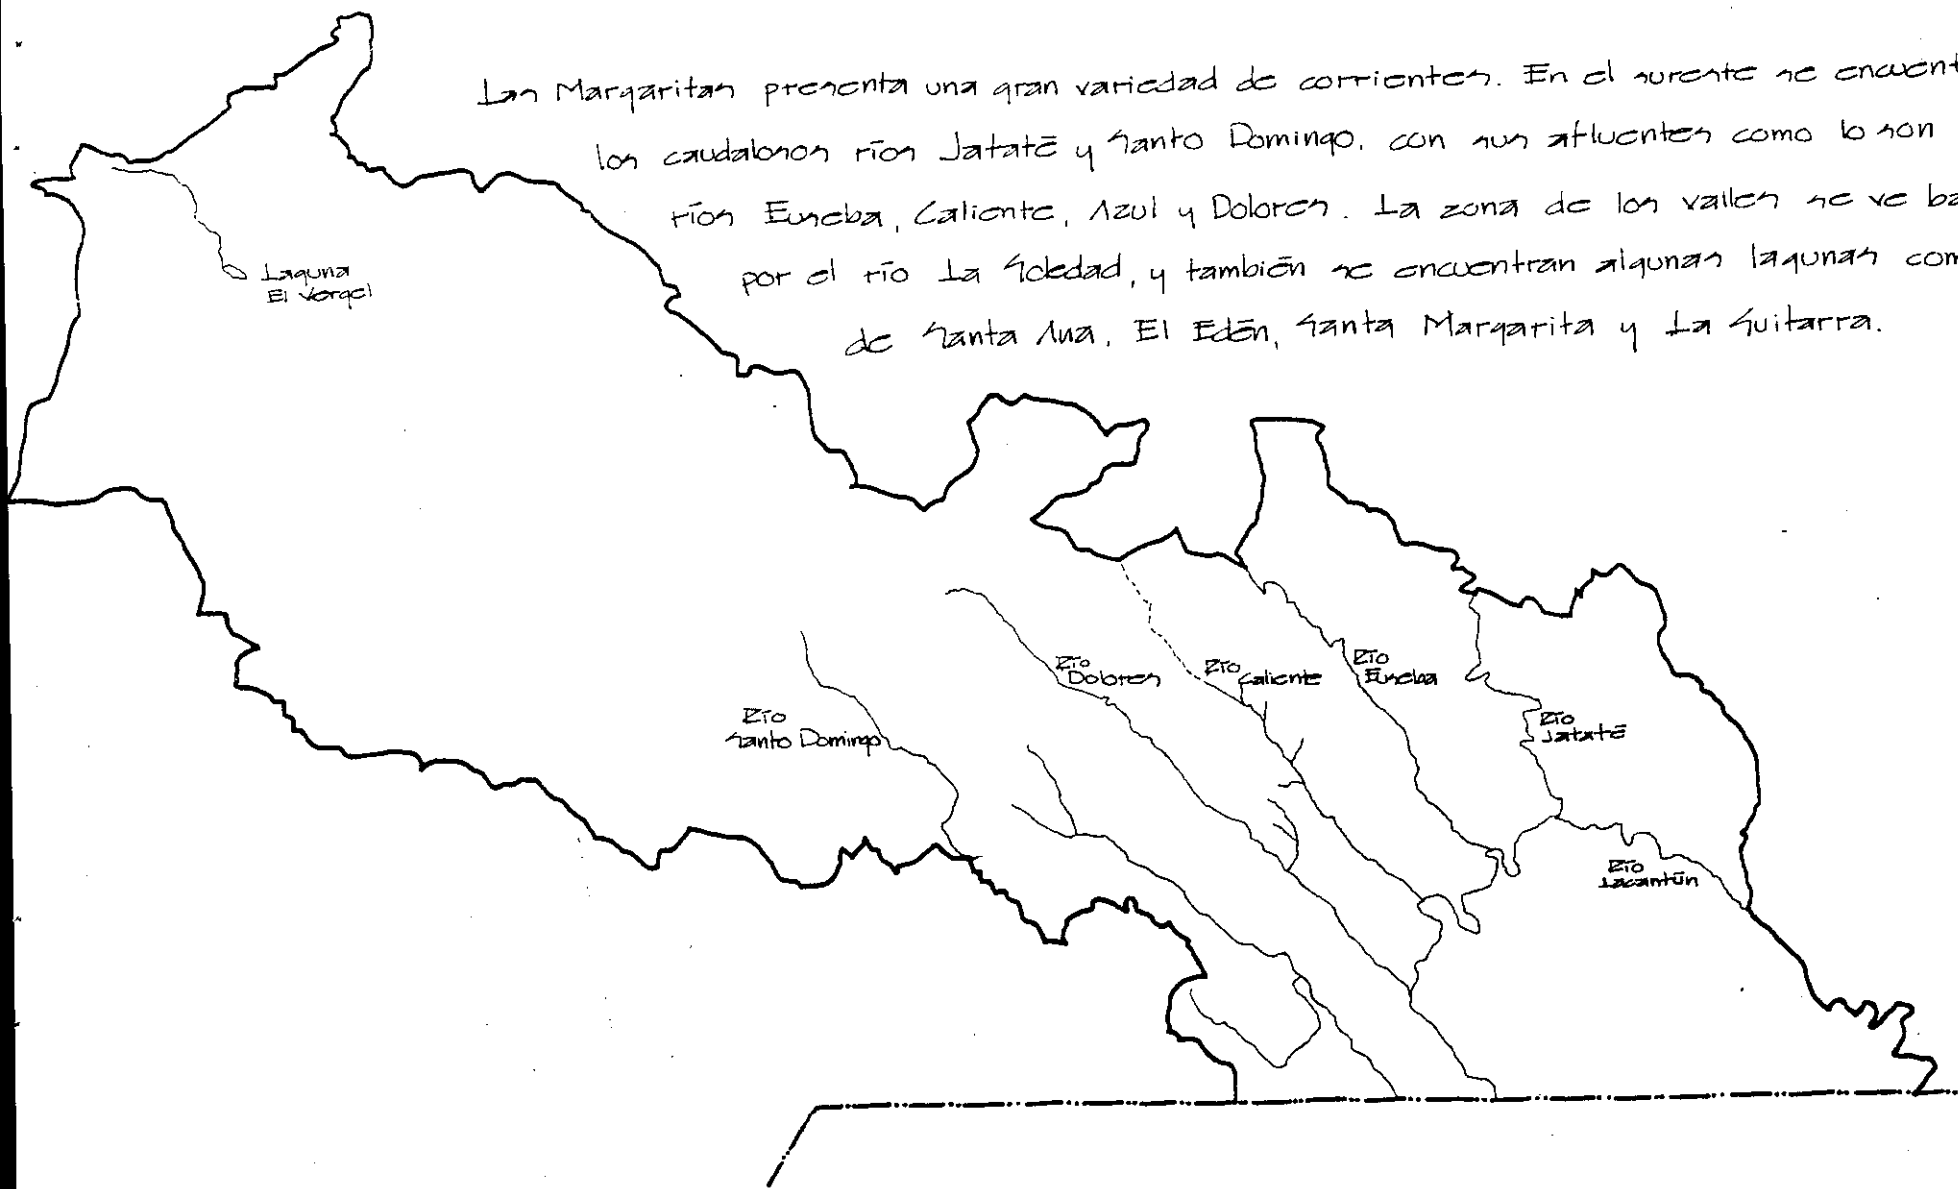 Las Margaritas presenta una gran variedad de corrientes. En el sureste se encuent
los caudalosos ríos Jataté y Santo Domingo, con sus afluentes como lo son
ríos Euseba, Caliente, Azul y Dolores. La zona de los valles se ve ba
por el río La Soledad, y también se encuentran algunas lagunas com
de Santa Ana, El Edén, Santa Margarita y La Guitarra.
Laguna
El Vergel
Río
Dolores
Río
Caliente
Río
Euseba
Río
Santo Domingo
Río
Jataté
Río
Lacantún